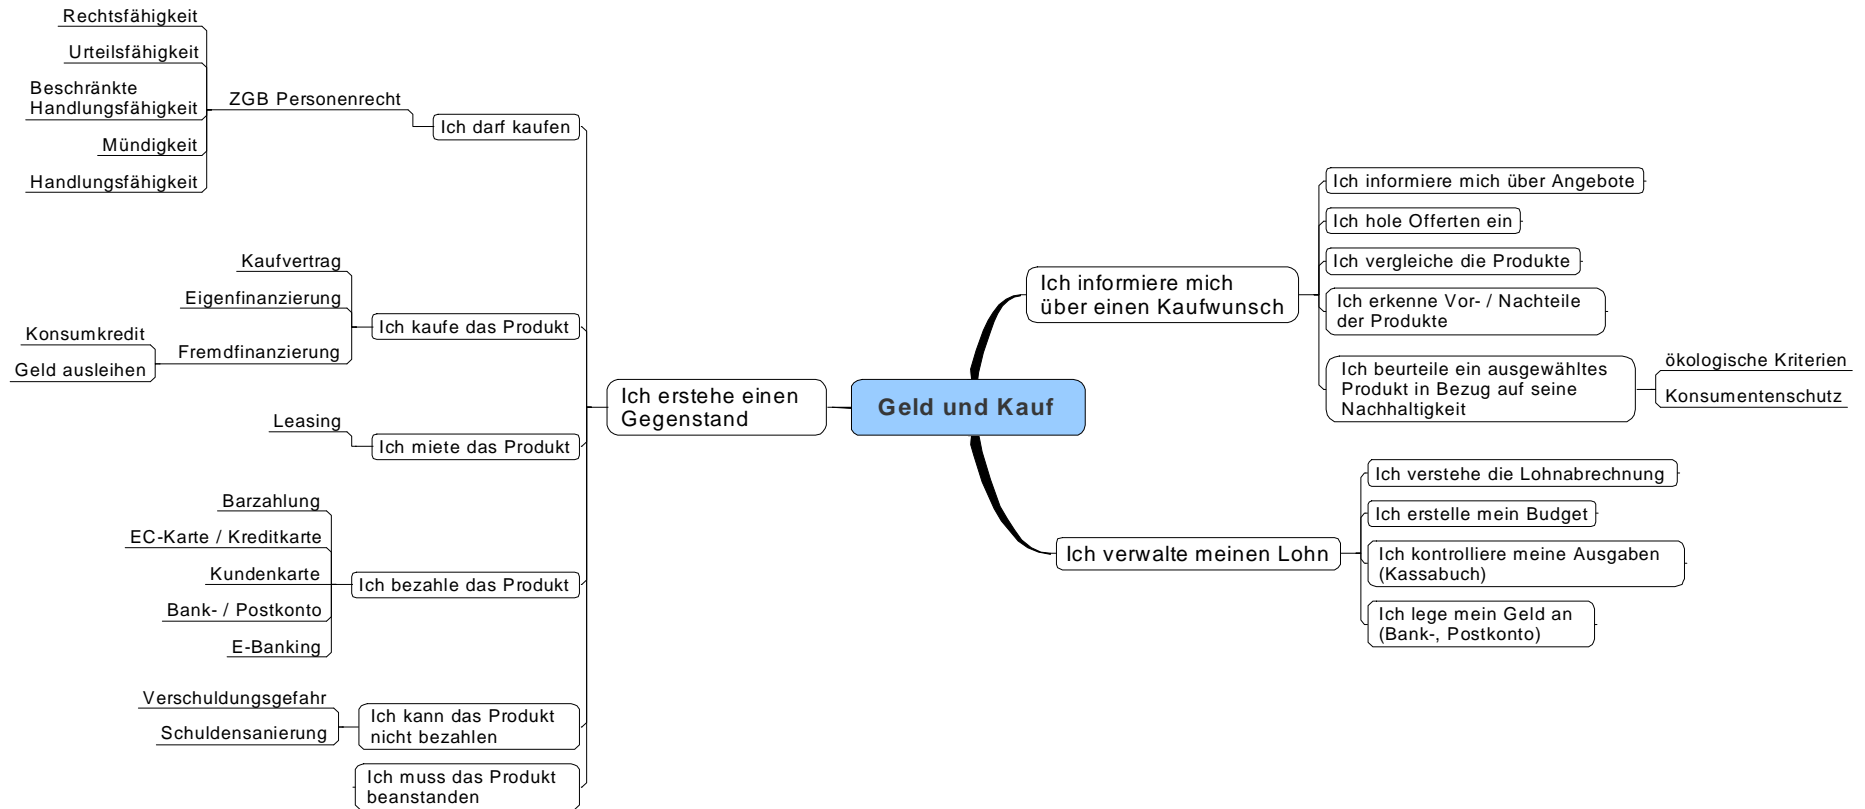 Rechtsfähigkeit
Urteilsfähigkeit
Beschränkte
Handlungsfähigkeit
Mündigkeit
Handlungsfähigkeit
ZGB Personenrecht
Ich darf kaufen
Kaufvertrag
Eigenfinanzierung
Konsumkredit
Geld ausleihen
Fremdfinanzierung
Ich kaufe das Produkt
Leasing
Ich miete das Produkt
Barzahlung
EC-Karte / Kreditkarte
Kundenkarte
Bank- / Postkonto
E-Banking
Ich bezahle das Produkt
Verschuldungsgefahr
Schuldensanierung
Ich kann das Produkt
nicht bezahlen
Ich muss das Produkt
beanstanden
Ich erstehe einen
Gegenstand
Geld und Kauf
Ich informiere mich
über einen Kaufwunsch
Ich informiere mich über Angebote
Ich hole Offerten ein
Ich vergleiche die Produkte
Ich erkenne Vor- / Nachteile
der Produkte
Ich beurteile ein ausgewähltes
Produkt in Bezug auf seine
Nachhaltigkeit
ökologische Kriterien
Konsumentenschutz
Ich verwalte meinen Lohn
Ich verstehe die Lohnabrechnung
Ich erstelle mein Budget
Ich kontrolliere meine Ausgaben
(Kassabuch)
Ich lege mein Geld an
(Bank-, Postkonto)